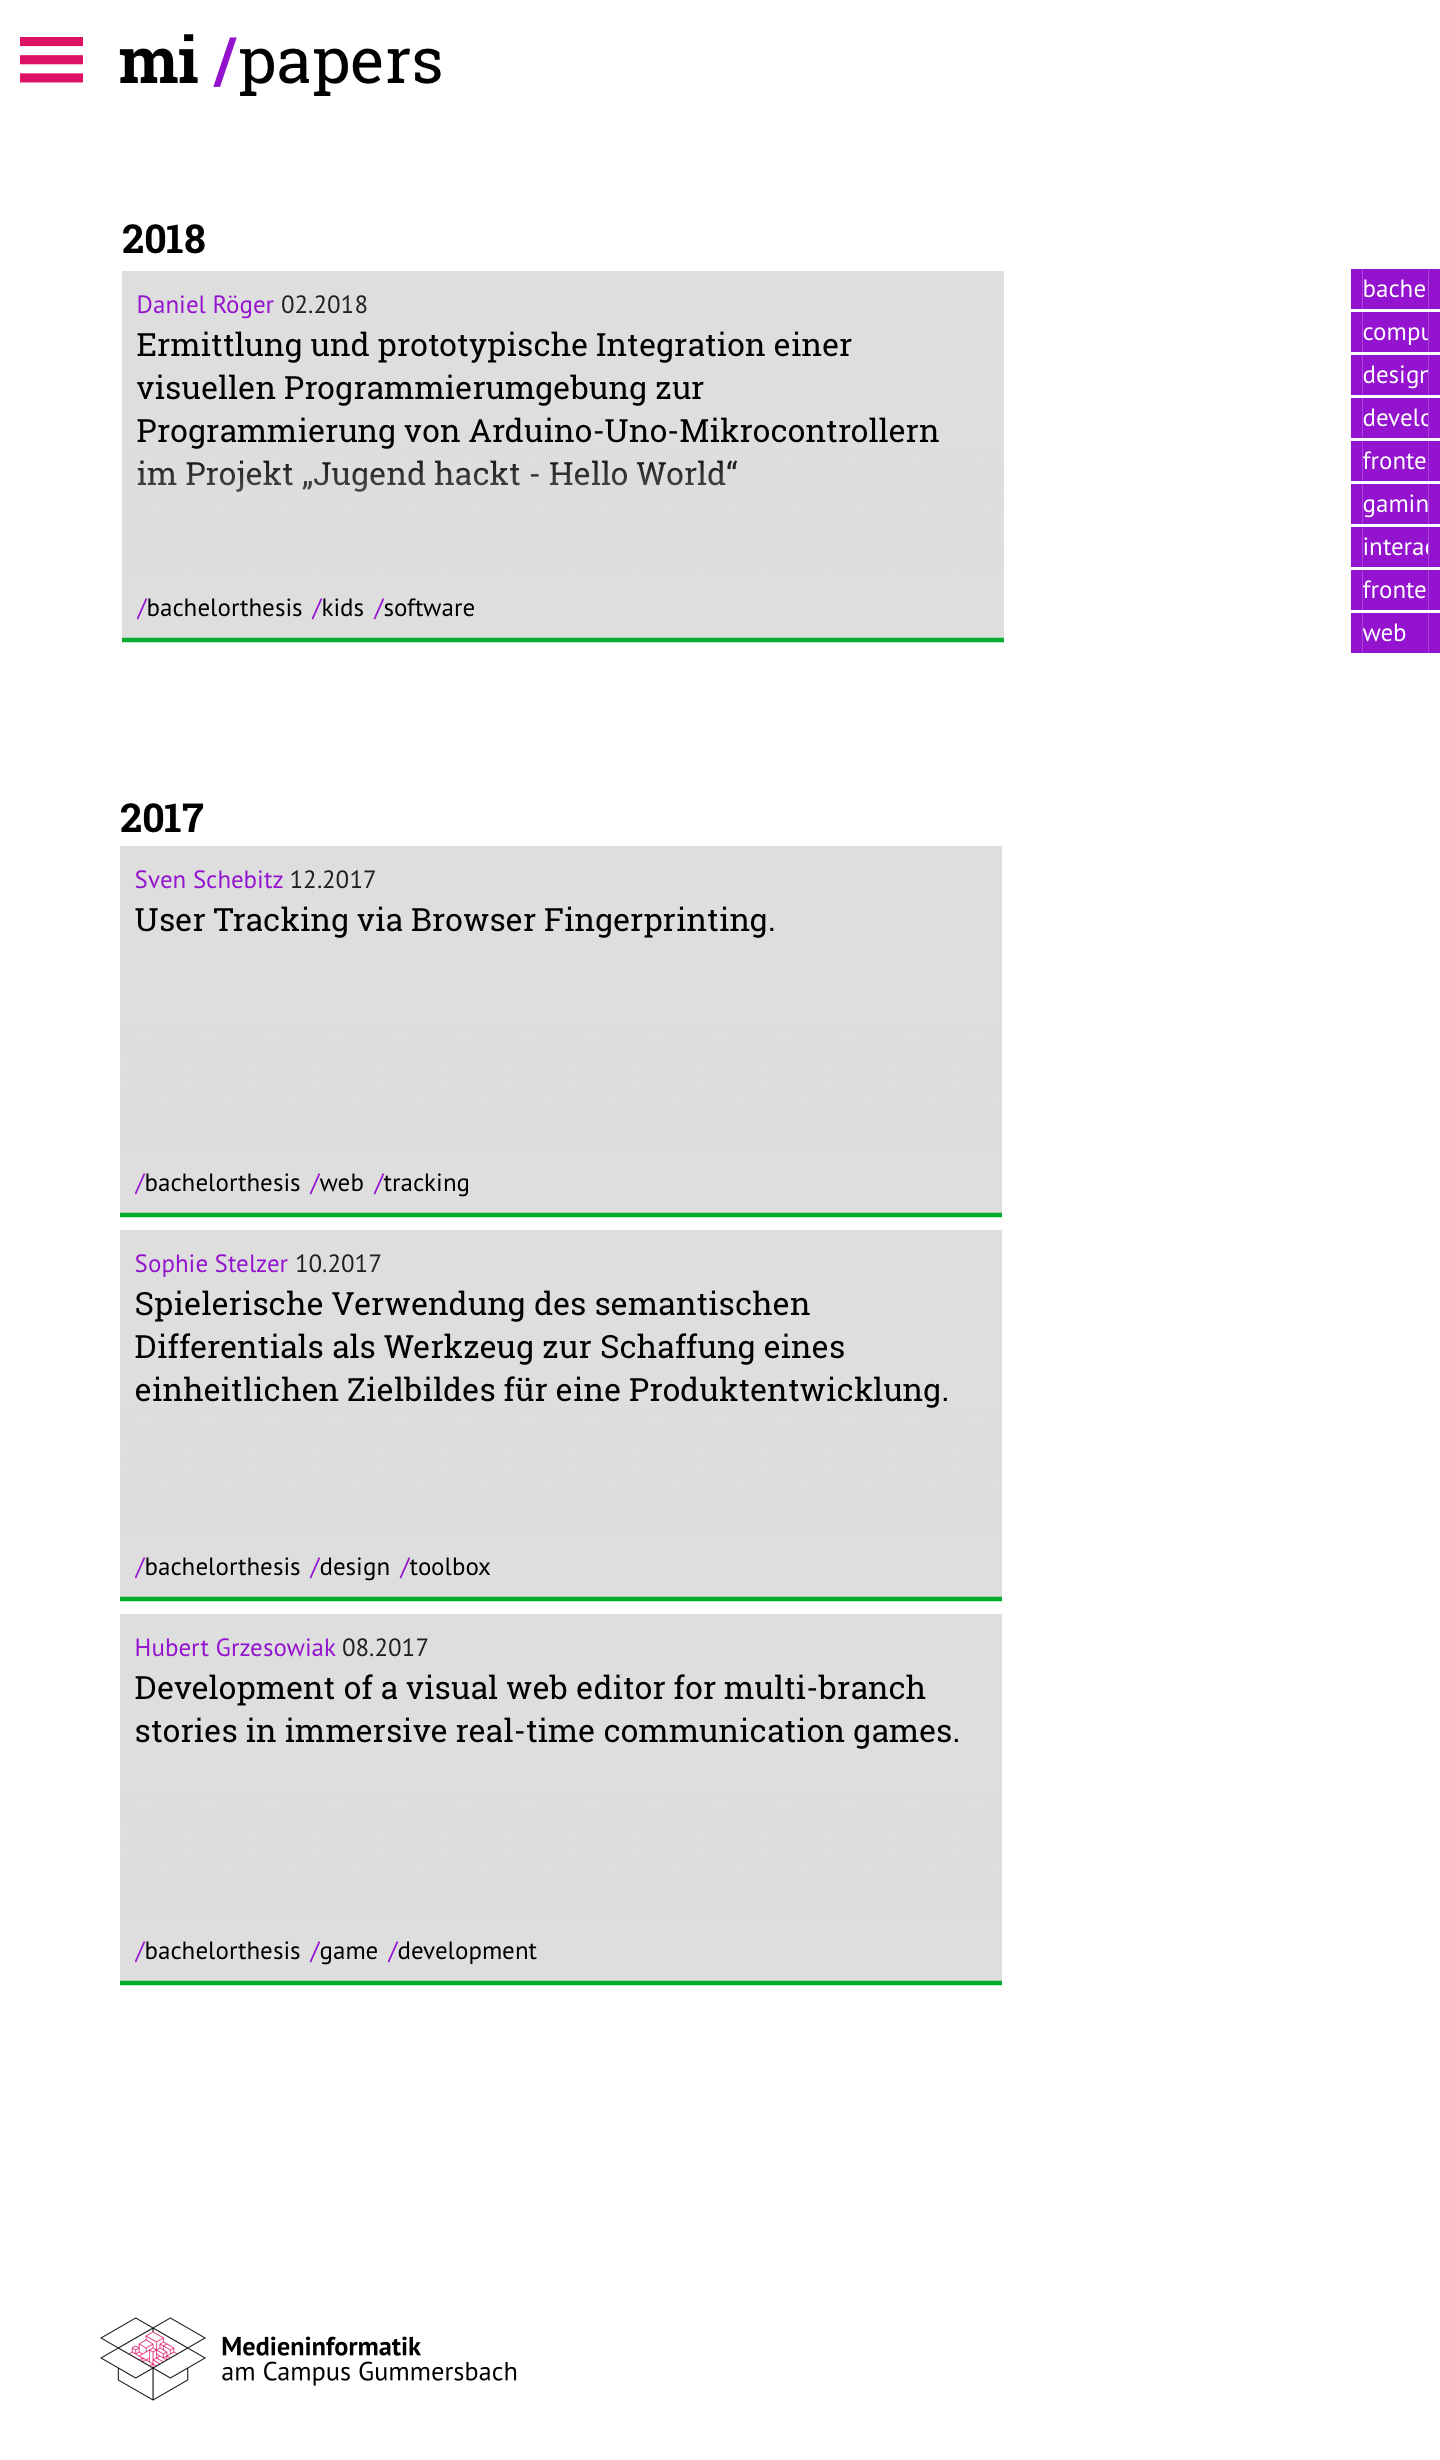 mi /papers
2018
Daniel Röger 02.2018
Ermittlung und prototypische Integration einer
visuellen Programmierumgebung zur
Programmierung von Arduino-Uno-Mikrocontrollern
im Projekt „Jugend hackt - Hello World“
/bachelorthesis /kids /software
bache
compu
design
develo
fronte
gamin
interac
fronte
web
2017
Sven Schebitz 12.2017
User Tracking via Browser Fingerprinting.
/bachelorthesis /web /tracking
Sophie Stelzer 10.2017
Spielerische Verwendung des semantischen
Differentials als Werkzeug zur Schaffung eines
einheitlichen Zielbildes für eine Produktentwicklung.
/bachelorthesis /design /toolbox
Hubert Grzesowiak 08.2017
Development of a visual web editor for multi-branch
stories in immersive real-time communication games.
/bachelorthesis /game /development
Medieninformatik
am Campus Gummersbach